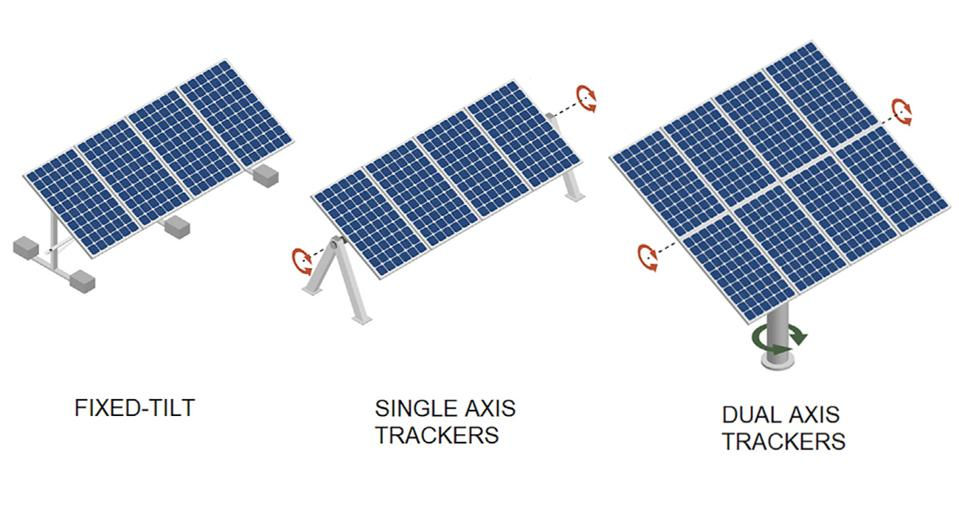 FIXED-TILT
SINGLE AXIS
TRACKERS
DUAL AXIS
TRACKERS